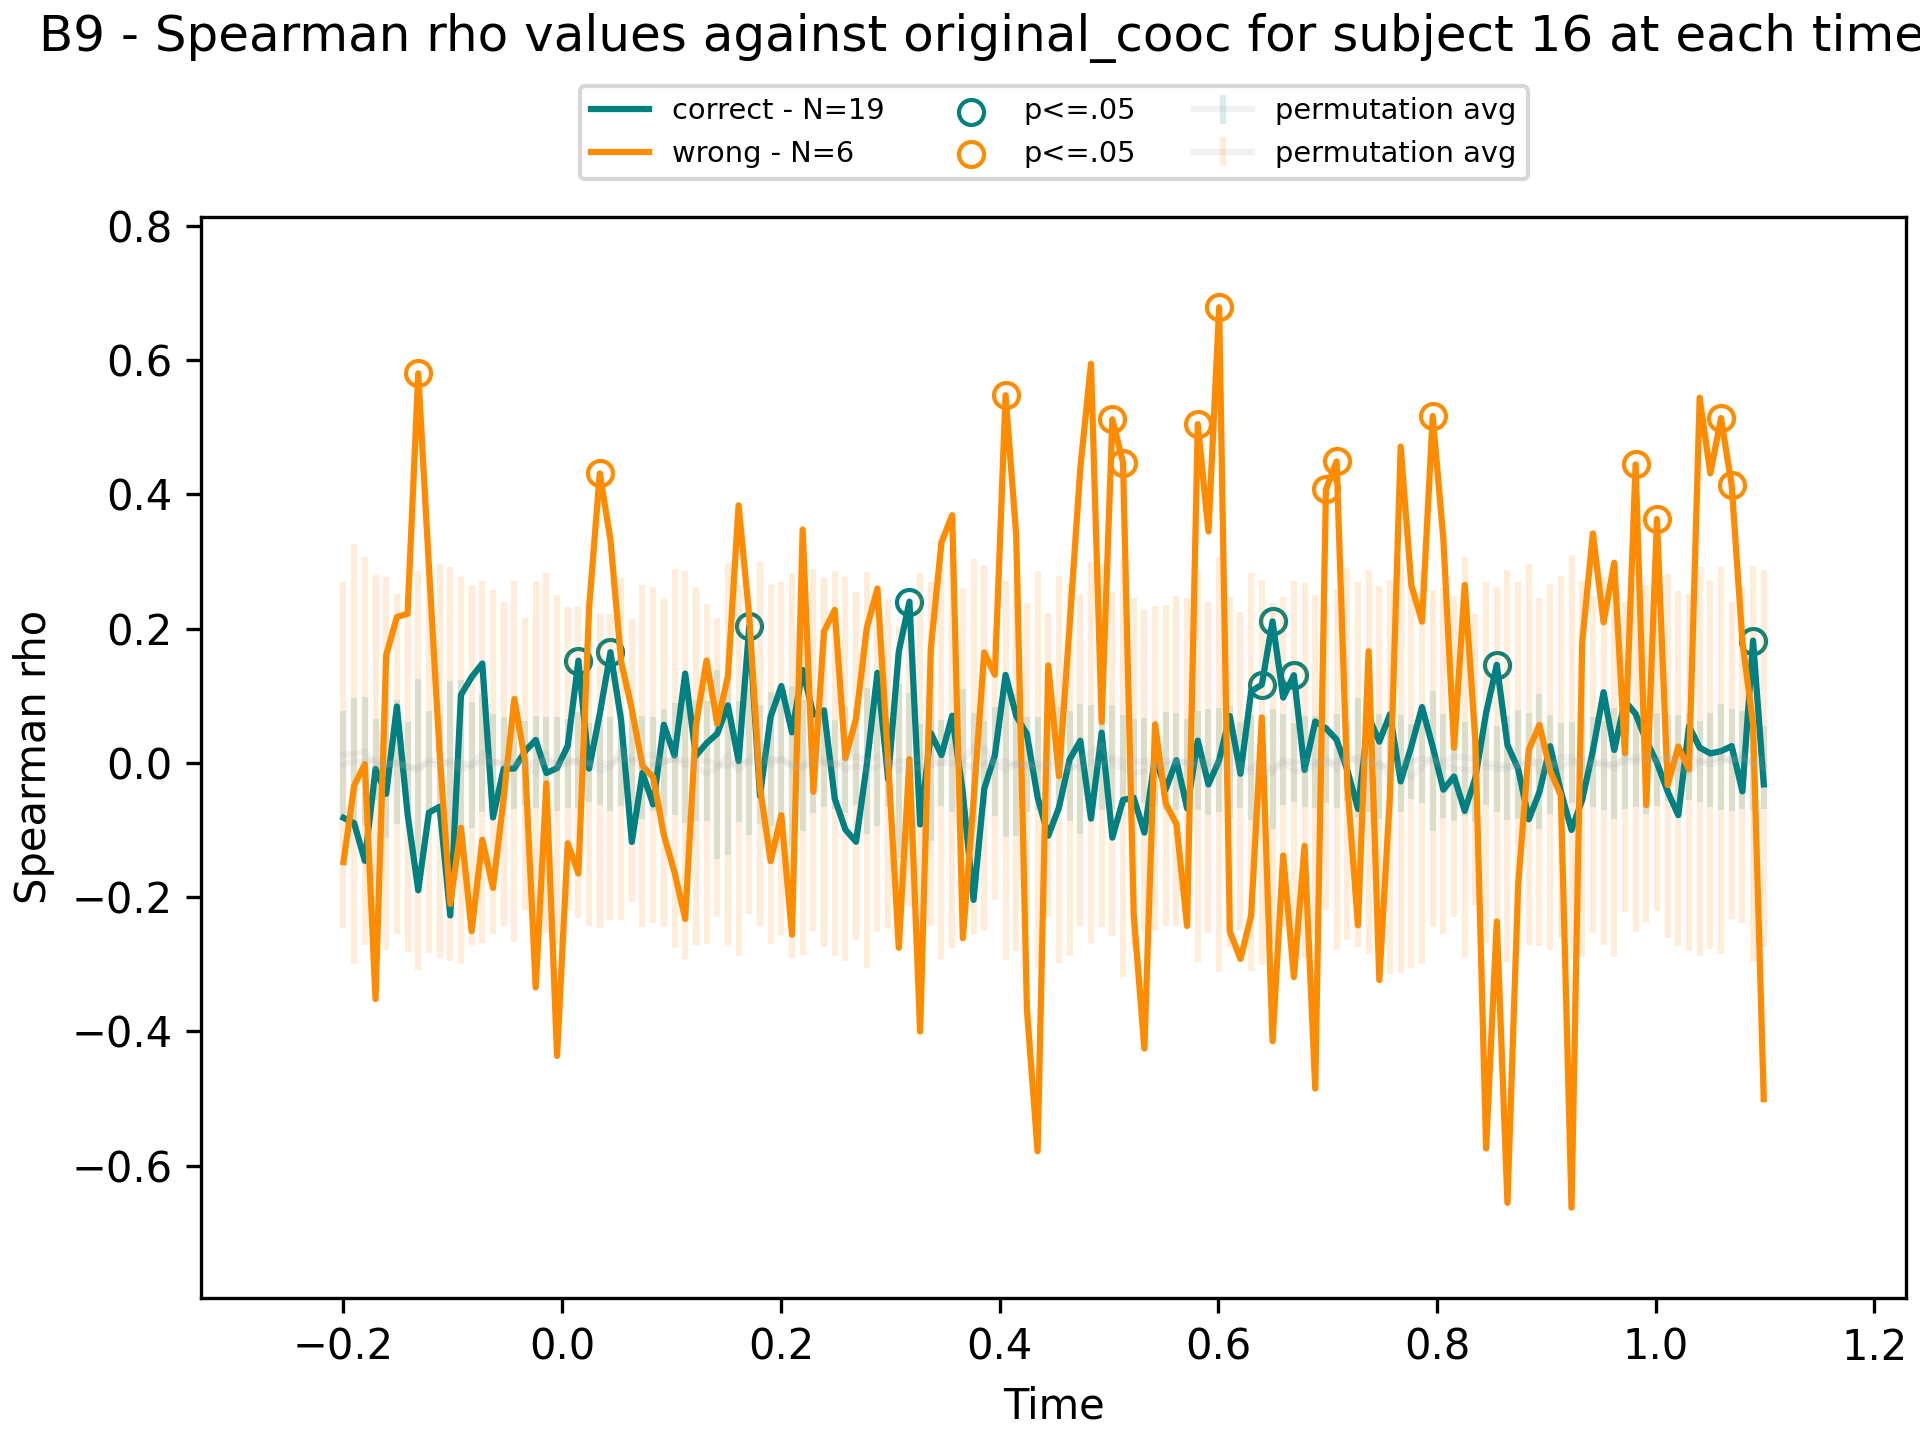 B9 - Spearman rho values against original_cooc for subject 16 at each time
correct - N=19
wrong - N=6
p<=.05
p<=.05
permutation avg
permutation avg
0.8
0.6
0.4
0.2
0.0
−0.2
−0.4
−0.6
Spearman rho
−0.2
0.0
0.2
0.4
0.6
0.8
1.0
1.2
Time